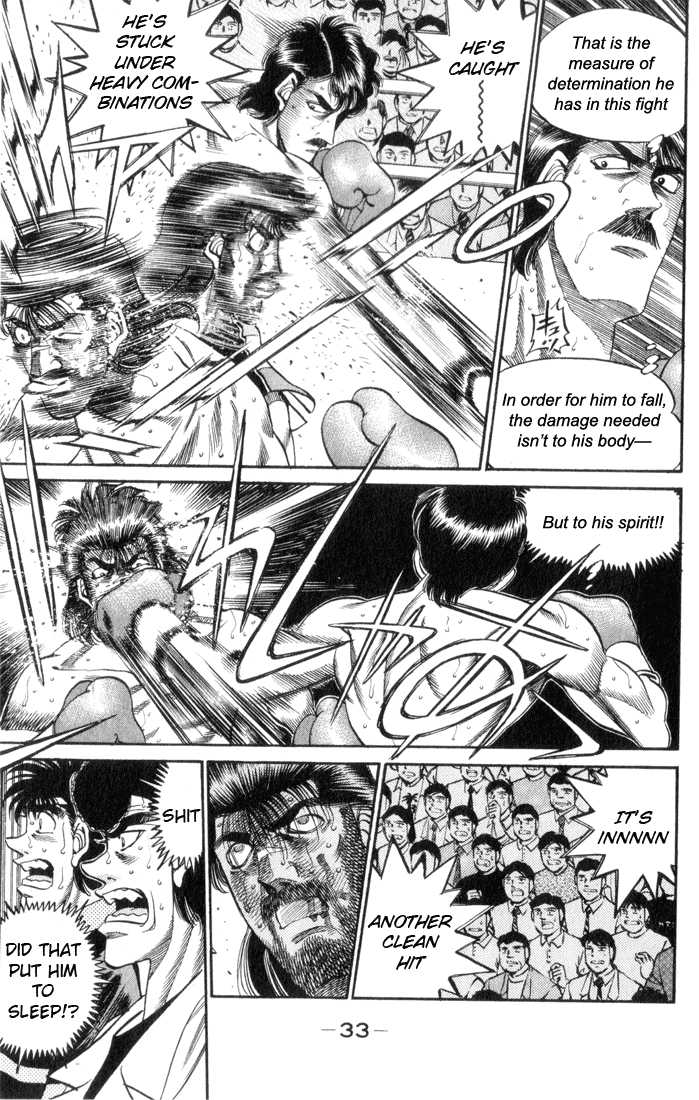 That is the
measure of
determination he
has in this fight
In order for him to fall,
the damage needed
isn't to his body—
HE'S
CAUGHT
HE'S
STUCK
UNDER
HEAVY COM-
BINATIONS
But to his spirit!!
IT'S
INNNNN
ANOTHER
CLEAN
HIT
SHIT
DID THAT
PUT HIM
TO
SLEEP!?
—33—